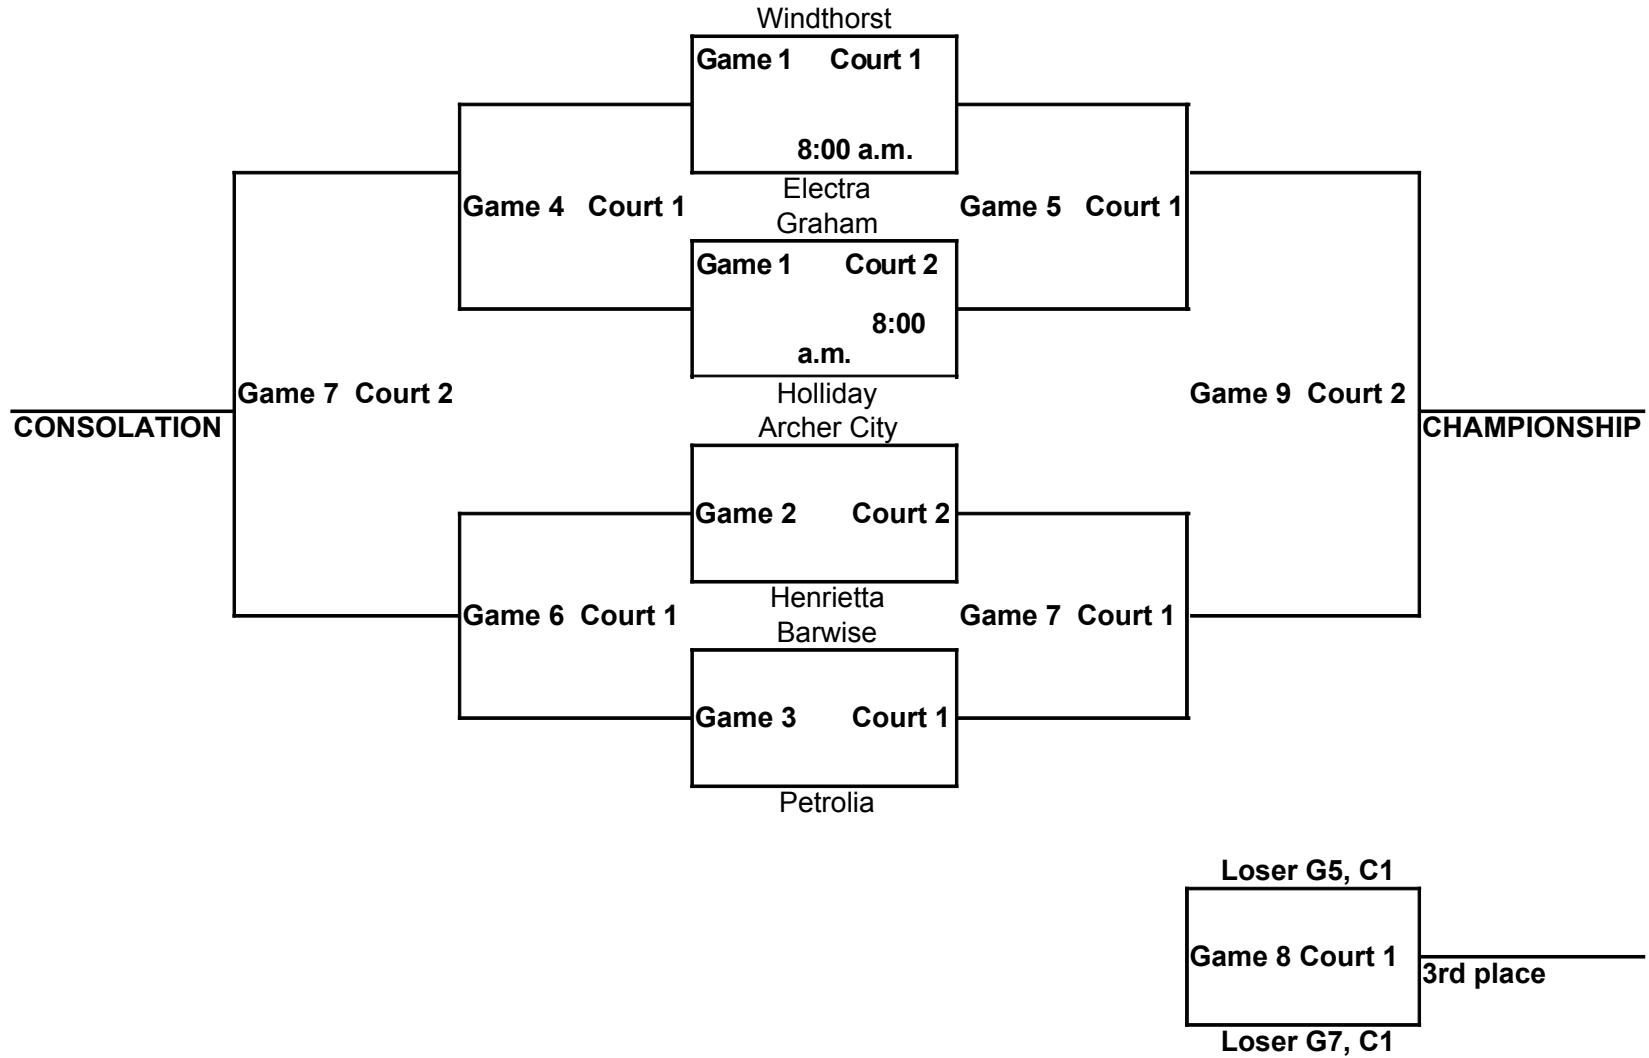 Windthorst
Game 1 Court 1
8:00 a.m.
Electra
Game 4 Court 1
Game 5 Court 1
Graham
Game 1 Court 2
8:00
a.m.
Holliday
Game 7 Court 2
Game 9 Court 2
CONSOLATION
Archer City
CHAMPIONSHIP
Game 2 Court 2
Henrietta
Game 6 Court 1
Game 7 Court 1
Barwise
Game 3 Court 1
Petrolia
Loser G5, C1
Game 8 Court 1
3rd place
Loser G7, C1